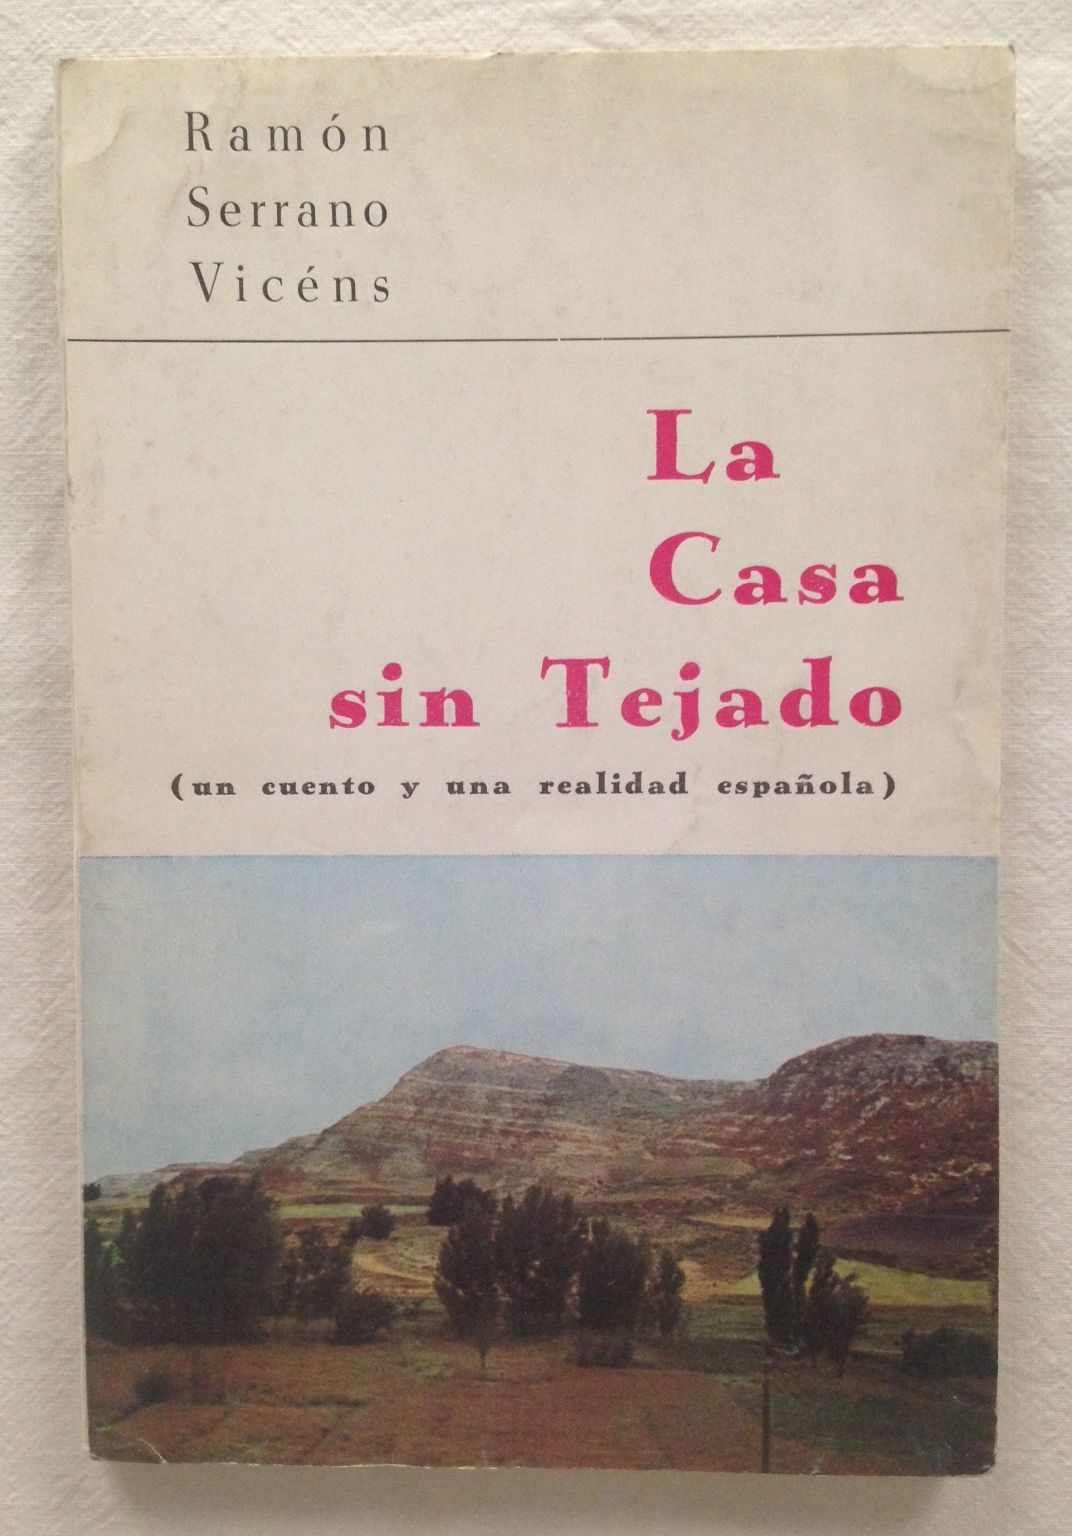 Ramón
Serrano
Vicéns
La
Casa
sin Tejado
(un cuento y una realidad española)